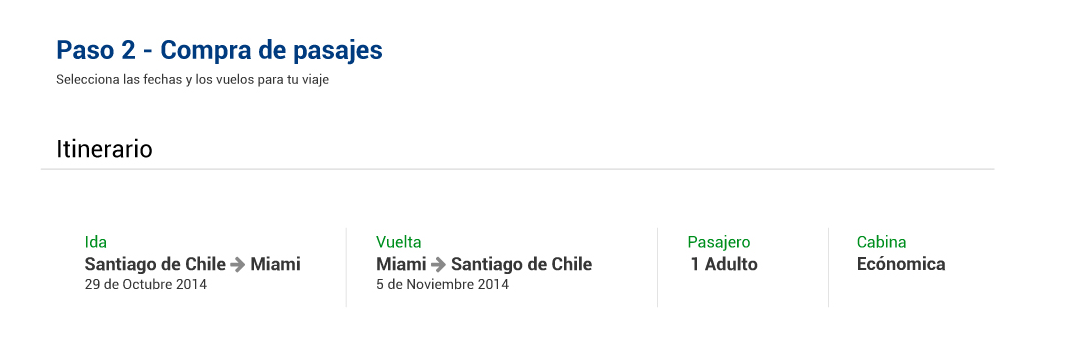 Paso 2 - Compra de pasajes
Selecciona las fechas y los vuelos para tu viaje
Itinerario
Ida
Santiago de Chile → Miami
29 de Octubre 2014
Vuelta
Miami → Santiago de Chile
5 de Noviembre 2014
Pasajero
1 Adulto
Cabina
Ecónomica